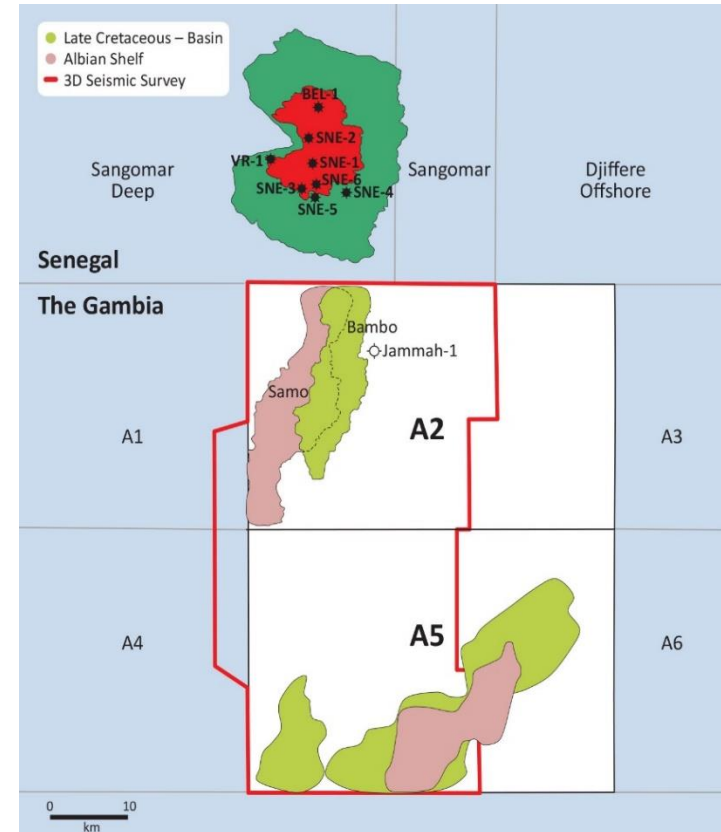 Late Cretaceous – Basin
Albian Shelf
3D Seismic Survey
BEL-1
SNE-2
VR-1
SNE-1
SNE-6
SNE-3
SNE-4
SNE-5
Sangomar
Deep
Sangomar
Djiffere
Offshore
Senegal
The Gambia
Bambo
Jammah-1
Samo
A1
A2
A3
A4
A5
A6
0 10
km